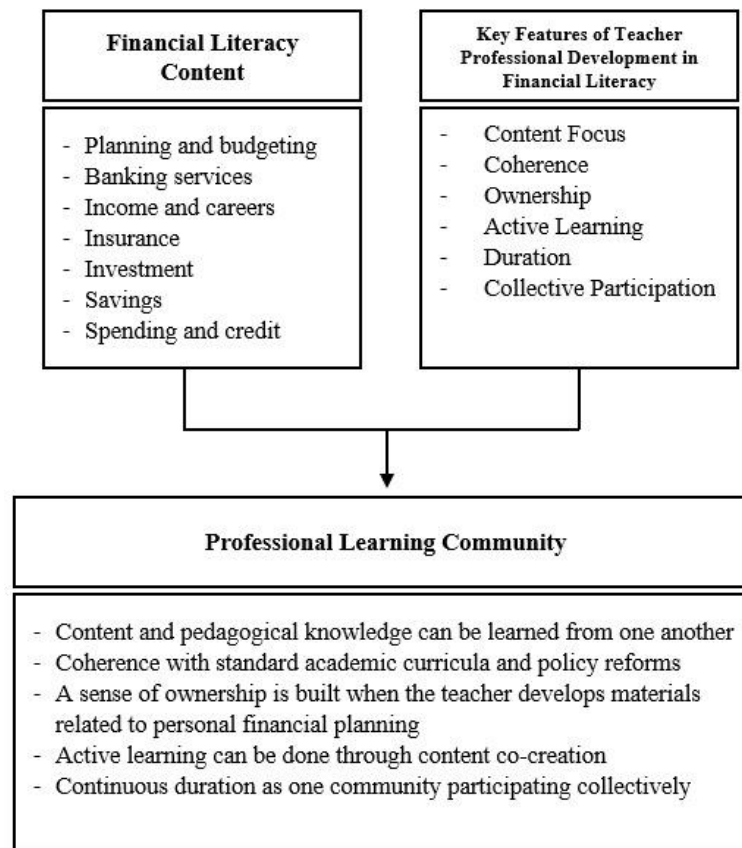 Financial Literacy
Content
- Planning and budgeting
- Banking services
- Income and careers
- Insurance
- Investment
- Savings
- Spending and credit
Key Features of Teacher
Professional Development in
Financial Literacy
- Content Focus
- Coherence
- Ownership
- Active Learning
- Duration
- Collective Participation
Professional Learning Community
- Content and pedagogical knowledge can be learned from one another
- Coherence with standard academic curricula and policy reforms
- A sense of ownership is built when the teacher develops materials
related to personal financial planning
- Active learning can be done through content co-creation
- Continuous duration as one community participating collectively